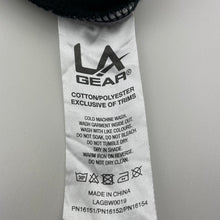 LA
GEAR®
COTTON/POLYESTER
EXCLUSIVE OF TRIMS
COLD MACHINE WASH.
WASH GARMENT INSIDE OUT.
WASH WITH LIKE COLOURS.
DO NOT SOAK. DO NOT BLEACH.
DO NOT TUMBLE DRY.
DRY IN SHADE.
WARM IRON ON REVERSE.
DO NOT DRY CLEAN.
MADE IN CHINA
LAGBW0019
PN16151/PN16152/PN16154